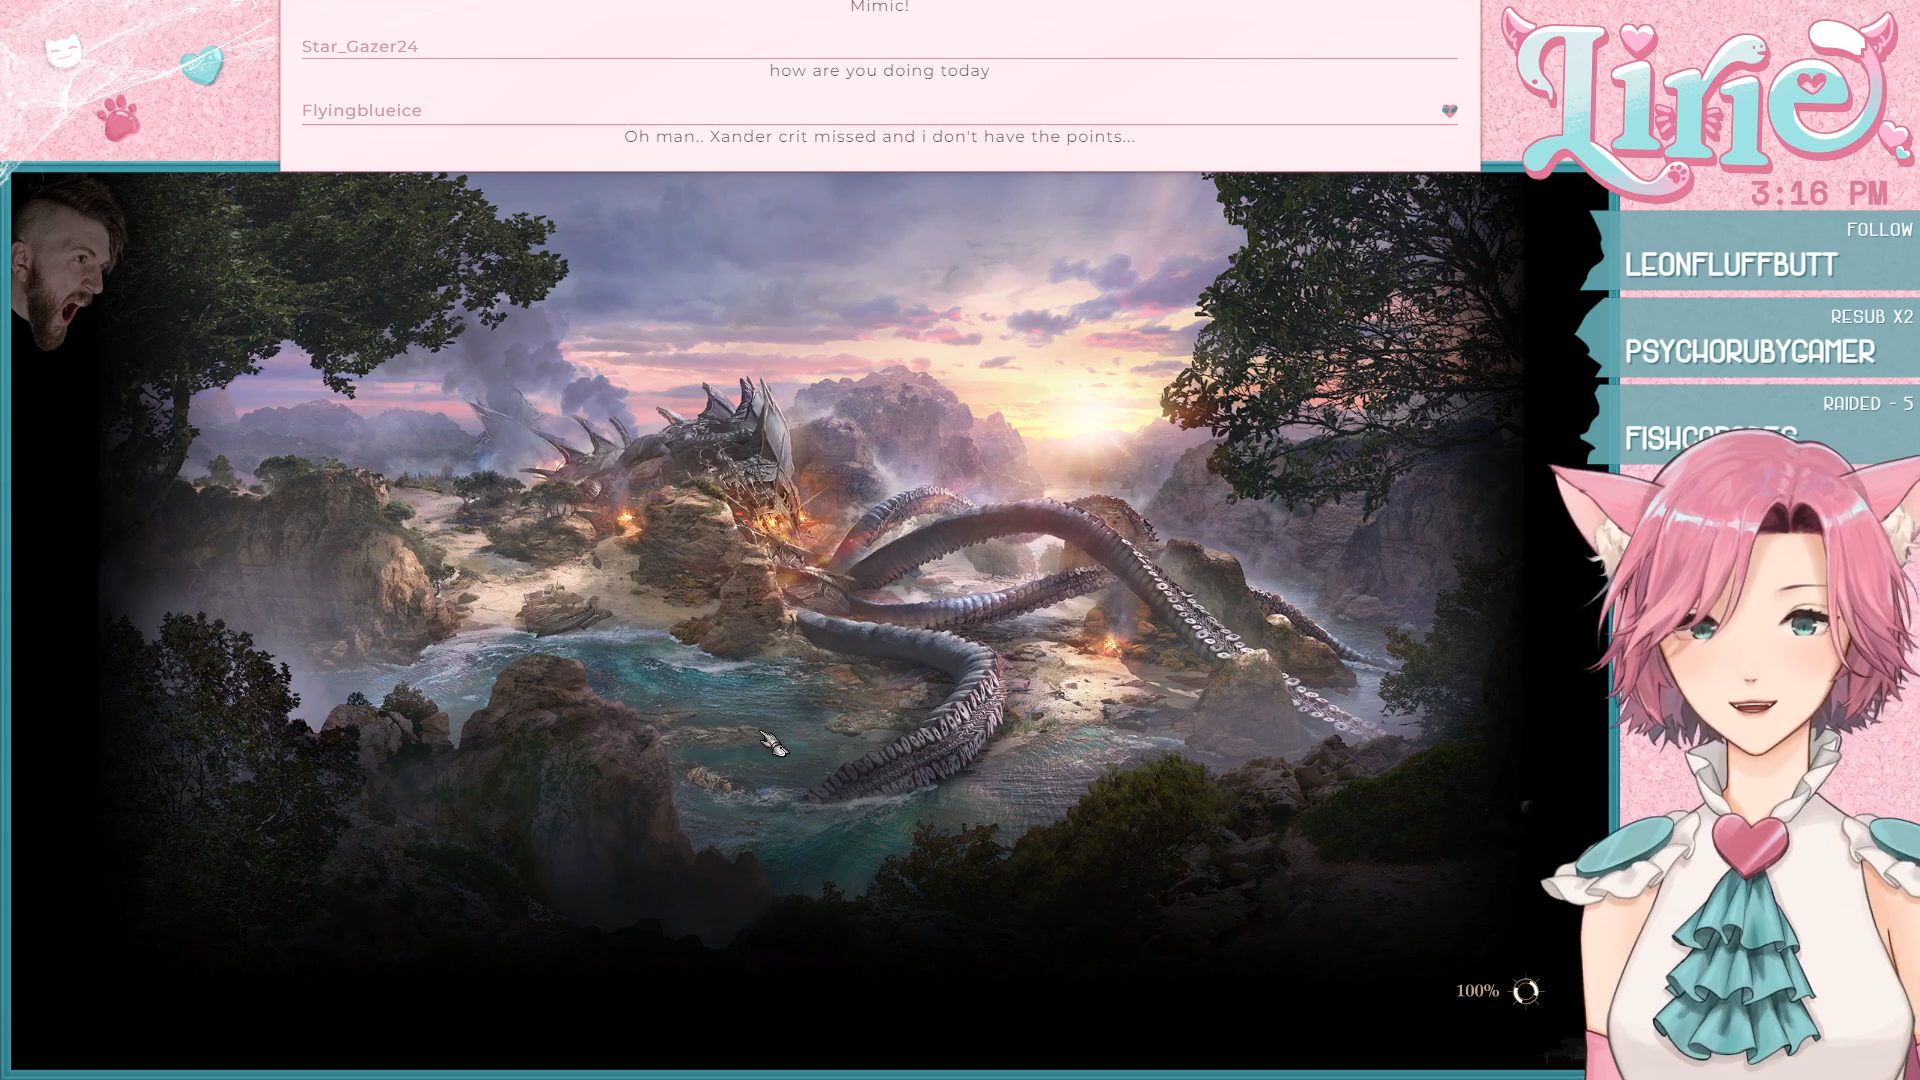 Mimic!
Star_Gazer24
how are you doing today
Flyingblueice
Oh man.. Xander crit missed and i don't have the points...
Lirie
3:16 PM
FOLLOW
LEONFLUFFBUTT
RESUB X2
PSYCHORUBYGAMER
RAIDED - 5
100%